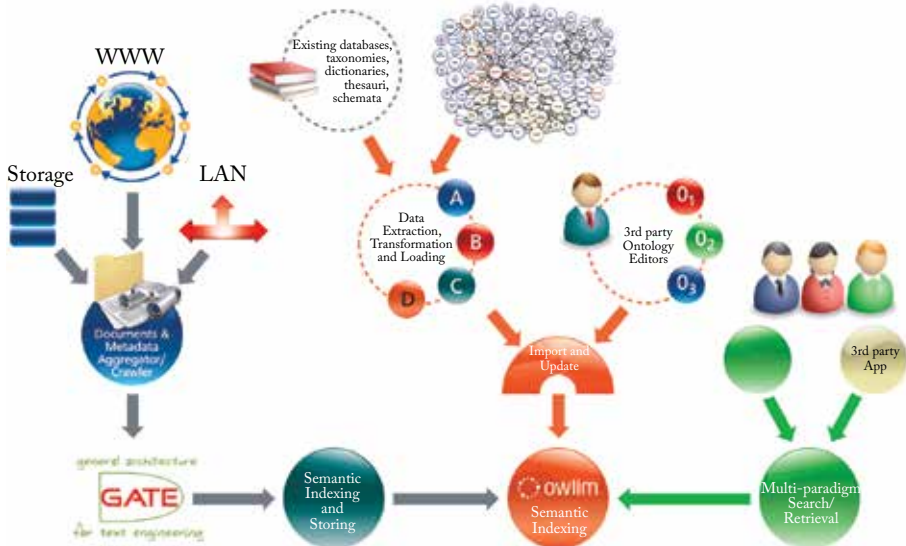 WWW
Existing databases,
taxonomies,
dictionaries,
thesauri,
schemata
Storage
LAN
Data
Extraction,
Transformation
and Loading
A
B
C
D
3rd party
Ontology
Editors
O₁
O₂
O₃
Documents &
Metadata
Aggregator/
Crawler
Import and
Update
3rd party
App
general architecture
GATE
for text engineering
Semantic
Indexing
and
Storing
owlim
Semantic
Indexing
Multi-paradigm
Search/
Retrieval